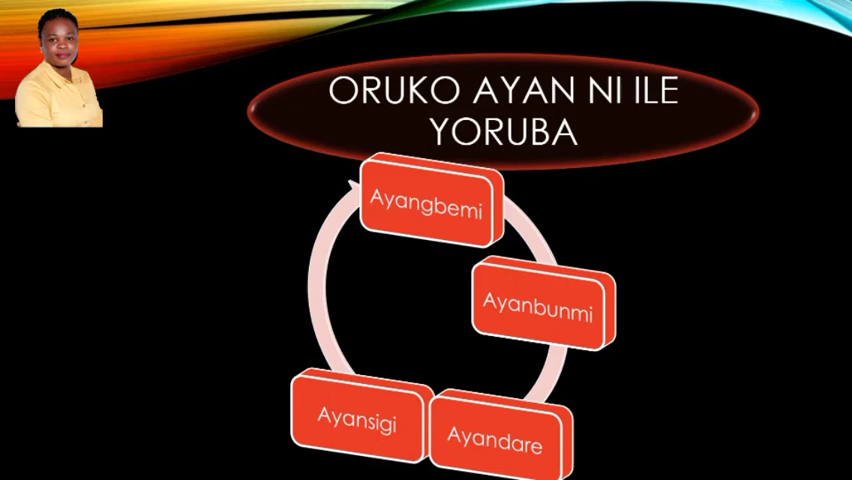 ORUKO AYAN NI ILE
YORUBA
Ayangbemi
Ayanbunmi
Ayandare
Ayansigi